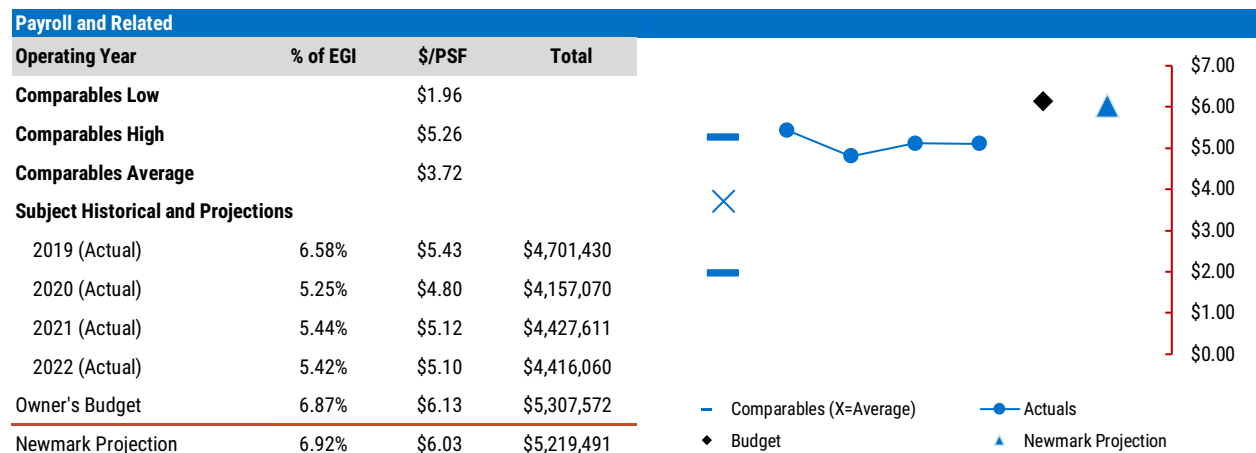 Payroll and Related
Operating Year % of EGI $/PSF Total
Comparables Low $1.96
Comparables High $5.26
Comparables Average $3.72
Subject Historical and Projections
2019 (Actual) 6.58% $5.43 $4,701,430
2020 (Actual) 5.25% $4.80 $4,157,070
2021 (Actual) 5.44% $5.12 $4,427,611
2022 (Actual) 5.42% $5.10 $4,416,060
Owner's Budget 6.87% $6.13 $5,307,572
Newmark Projection 6.92% $6.03 $5,219,491
$7.00
$6.00
$5.00
$4.00
$3.00
$2.00
$1.00
$0.00
Comparables (X=Average) Actuals
Budget Newmark Projection